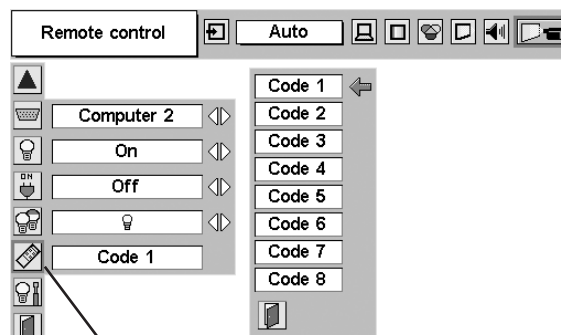 Remote control
Auto
Computer 2
On
ON
Off
Code 1
Code 1
Code 2
Code 3
Code 4
Code 5
Code 6
Code 7
Code 8